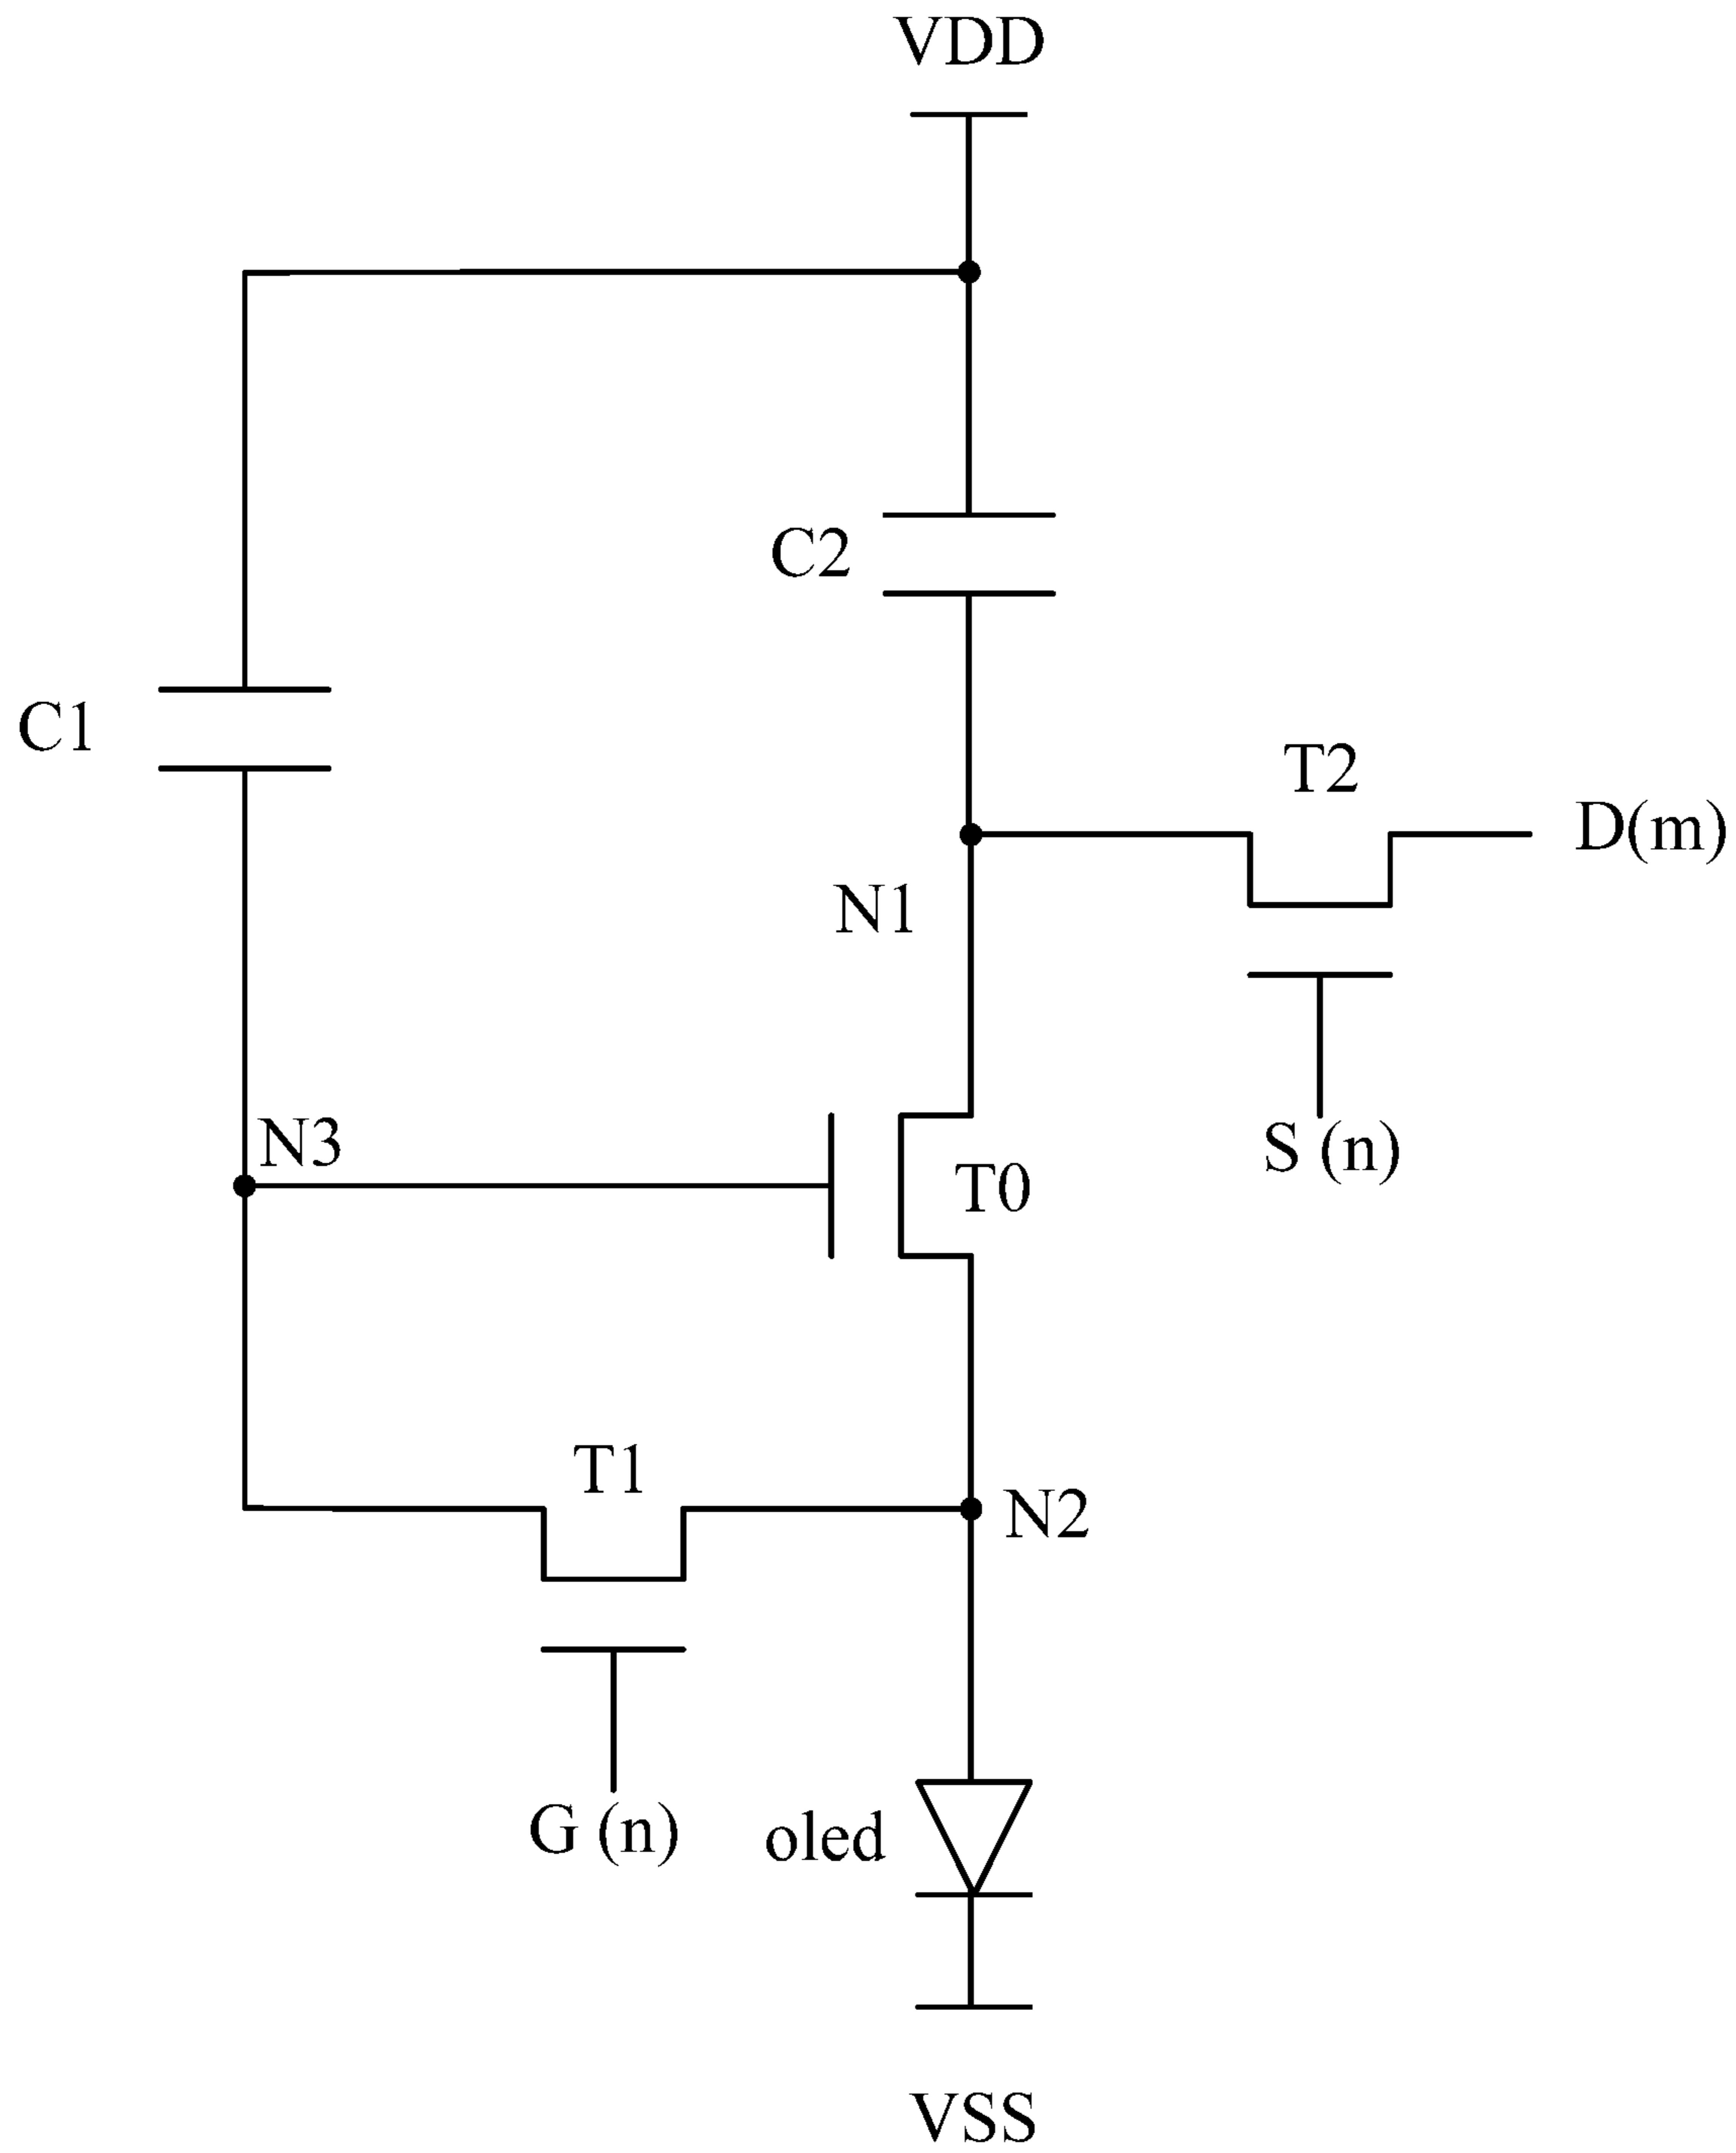 VDD
C2
C1
T2
D(m)
N1
N3
S (n)
T0
T1
N2
G (n)
oled
VSS